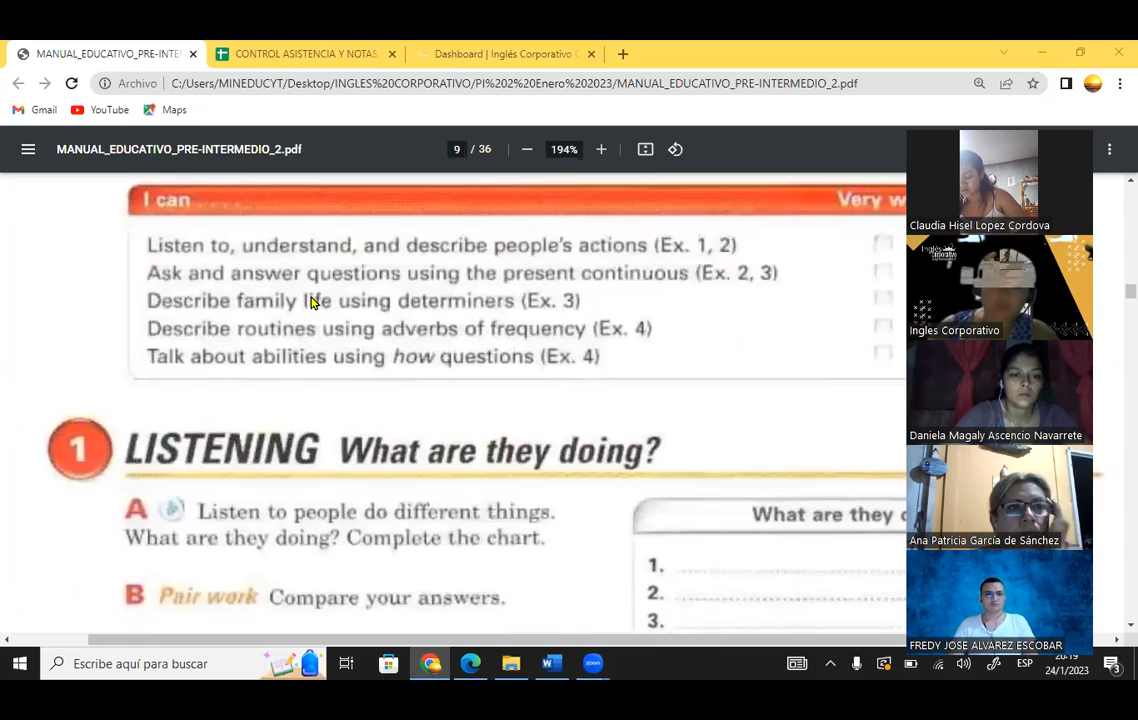 MANUAL_EDUCATIVO_PRE-INTE
CONTROL ASISTENCIA Y NOTAS
Dashboard | Inglés Corporativo
Archivo
C:/Users/MINEDUCYT/Desktop/INGLES%20CORPORATIVO/PI%202%20Enero%202023/MANUAL_EDUCATIVO_PRE-INTERMEDIO_2.pdf
Gmail
YouTube
Maps
MANUAL_EDUCATIVO_PRE-INTERMEDIO_2.pdf
9 / 36
194%
I can
Very w
Listen to, understand, and describe people's actions (Ex. 1, 2)
Ask and answer questions using the present continuous (Ex. 2, 3)
Describe family life using determiners (Ex. 3)
Describe routines using adverbs of frequency (Ex. 4)
Talk about abilities using how questions (Ex. 4)
1 LISTENING What are they doing?
A Listen to people do different things.
What are they doing? Complete the chart.
B Pair work Compare your answers.
What are they
1.
2.
3.
Claudia Hisel Lopez Cordova
Inglés Corporativo
Ingles Corporativo
Daniela Magaly Ascencio Navarrete
Ana Patricia García de Sánchez
FREDY JOSE ALVAREZ ESCOBAR
Escribe aquí para buscar
ESP
20:19
24/1/2023
3